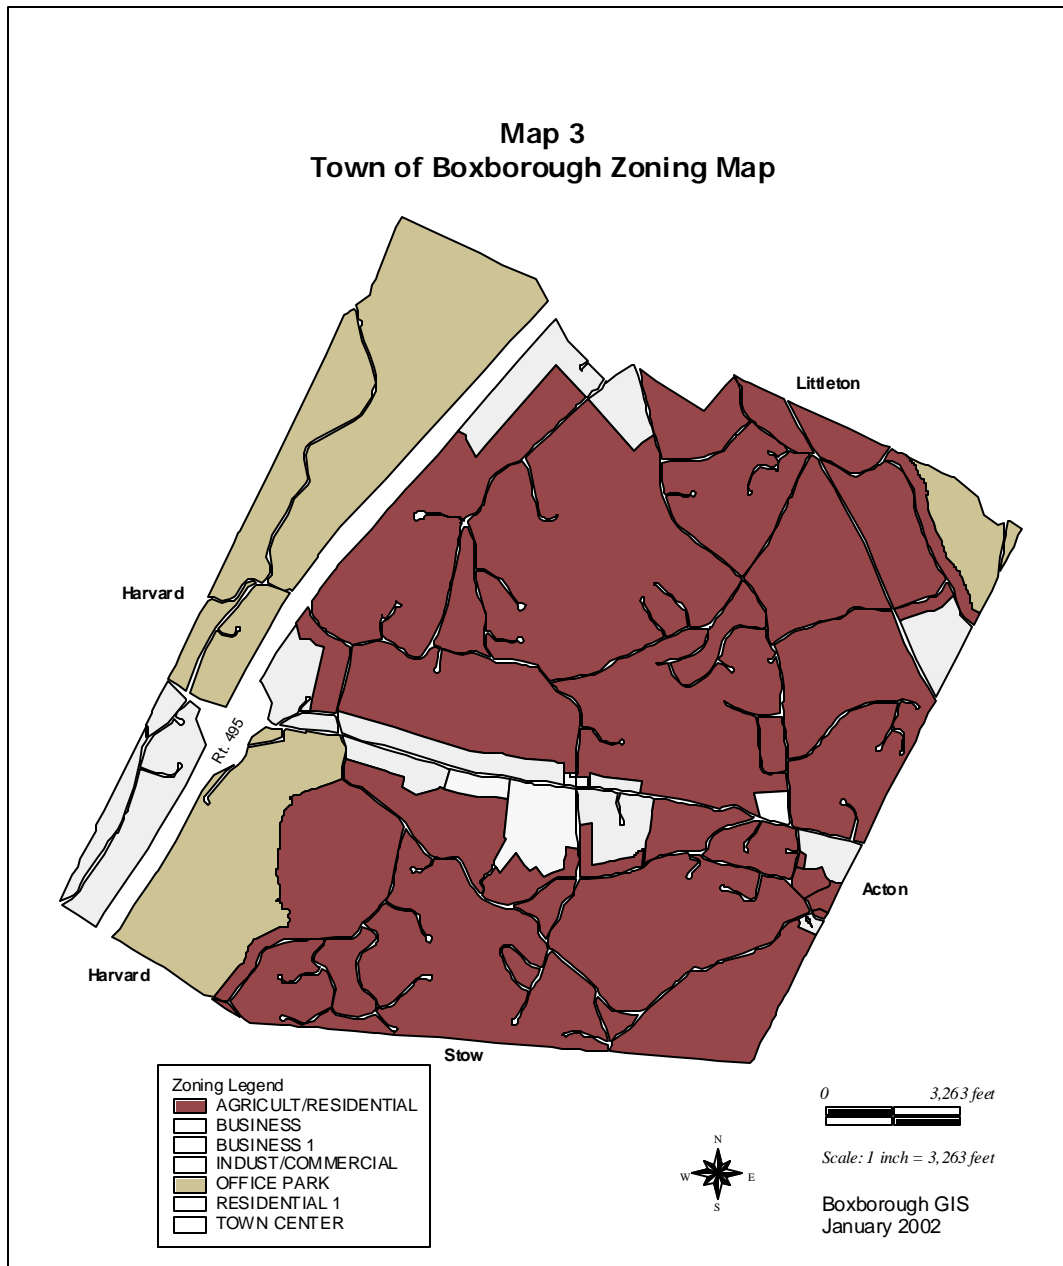 Map 3
Town of Boxborough Zoning Map
Littleton
Harvard
Rt. 495
Acton
Harvard
Stow
Zoning Legend
AGRICULT/RESIDENTIAL
BUSINESS
BUSINESS 1
INDUST/COMMERCIAL
OFFICE PARK
RESIDENTIAL 1
TOWN CENTER
0 3,263 feet
N
W E
S
Scale: 1 inch = 3,263 feet
Boxborough GIS
January 2002